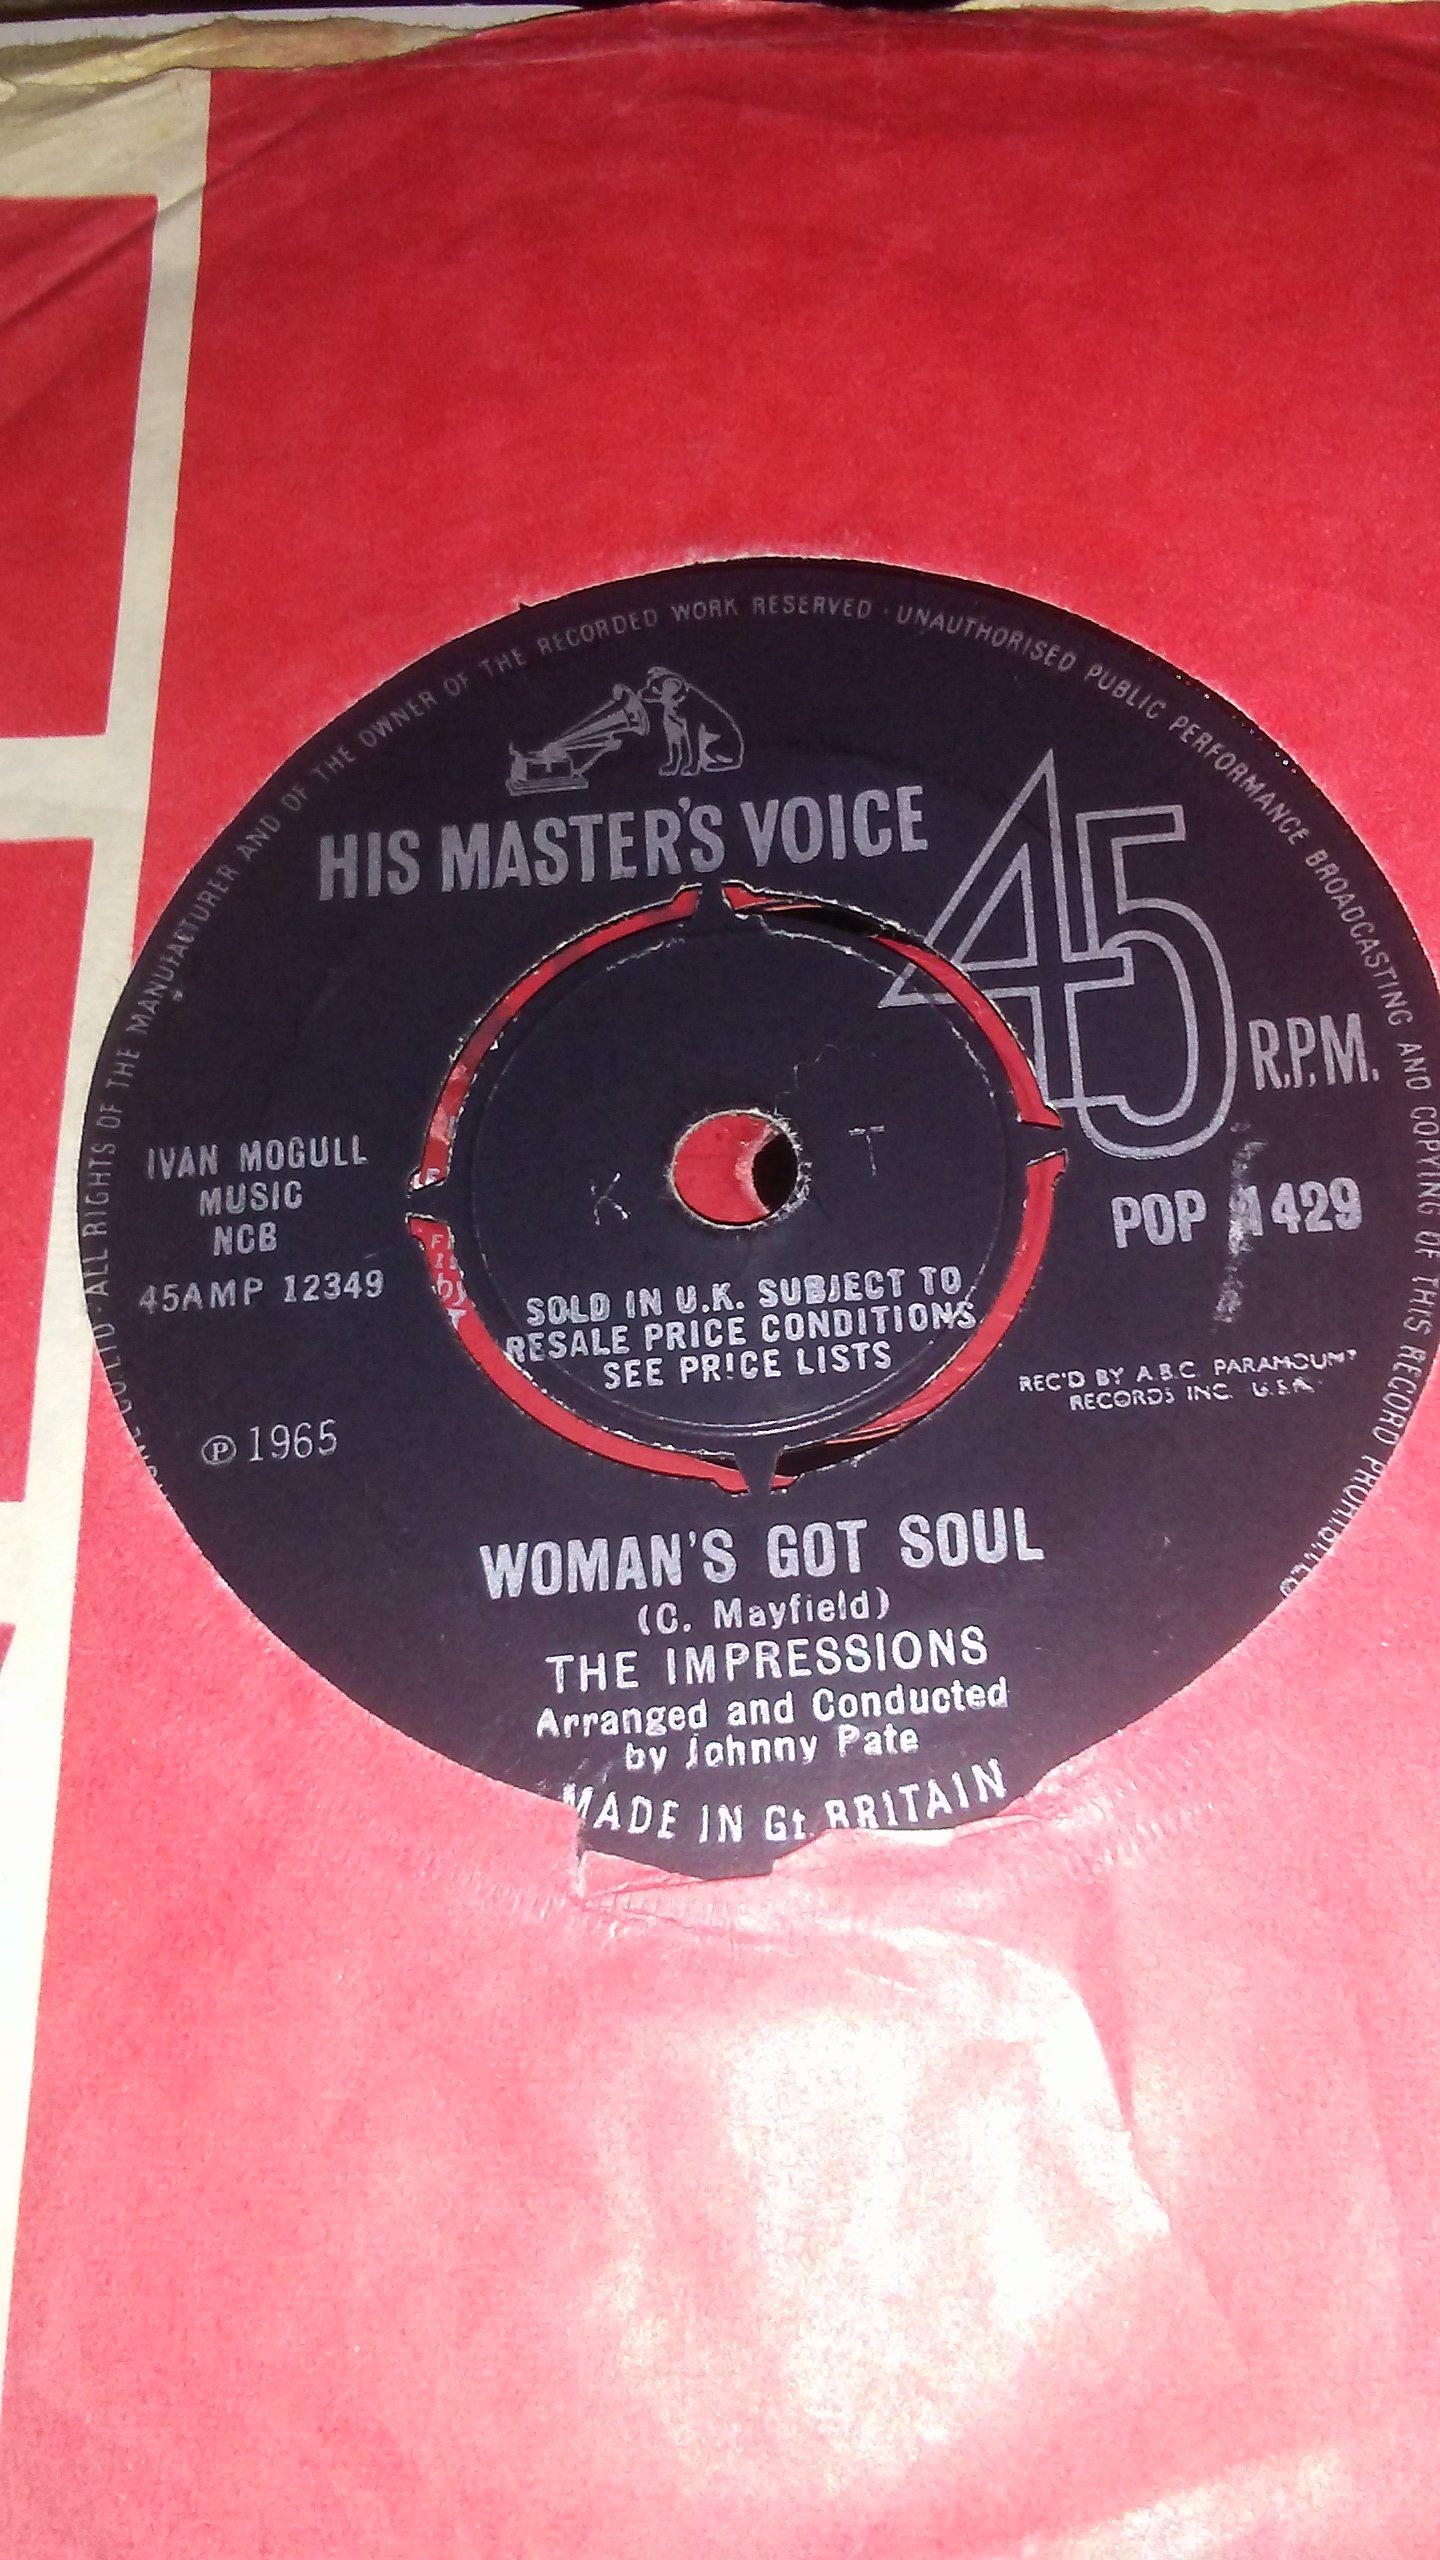 ALL RIGHTS OF THE MANUFACTURER AND OF THE OWNER OF THE RECORDED WORK RESERVED · UNAUTHORISED PUBLIC PERFORMANCE BROADCASTING AND COPYING OF THIS RECORD PROHIBITED
HIS MASTER'S VOICE
45 R.P.M.
IVAN MOGULL
MUSIC
NCB
45AMP 12349
K T
POP 1429
SOLD IN U.K. SUBJECT TO
RESALE PRICE CONDITIONS
SEE PRICE LISTS
REC'D BY A.B.C. PARAMOUNT
RECORDS INC. U.S.A.
℗ 1965
WOMAN'S GOT SOUL
(C. Mayfield)
THE IMPRESSIONS
Arranged and Conducted
by Johnny Pate
MADE IN Gt. BRITAIN